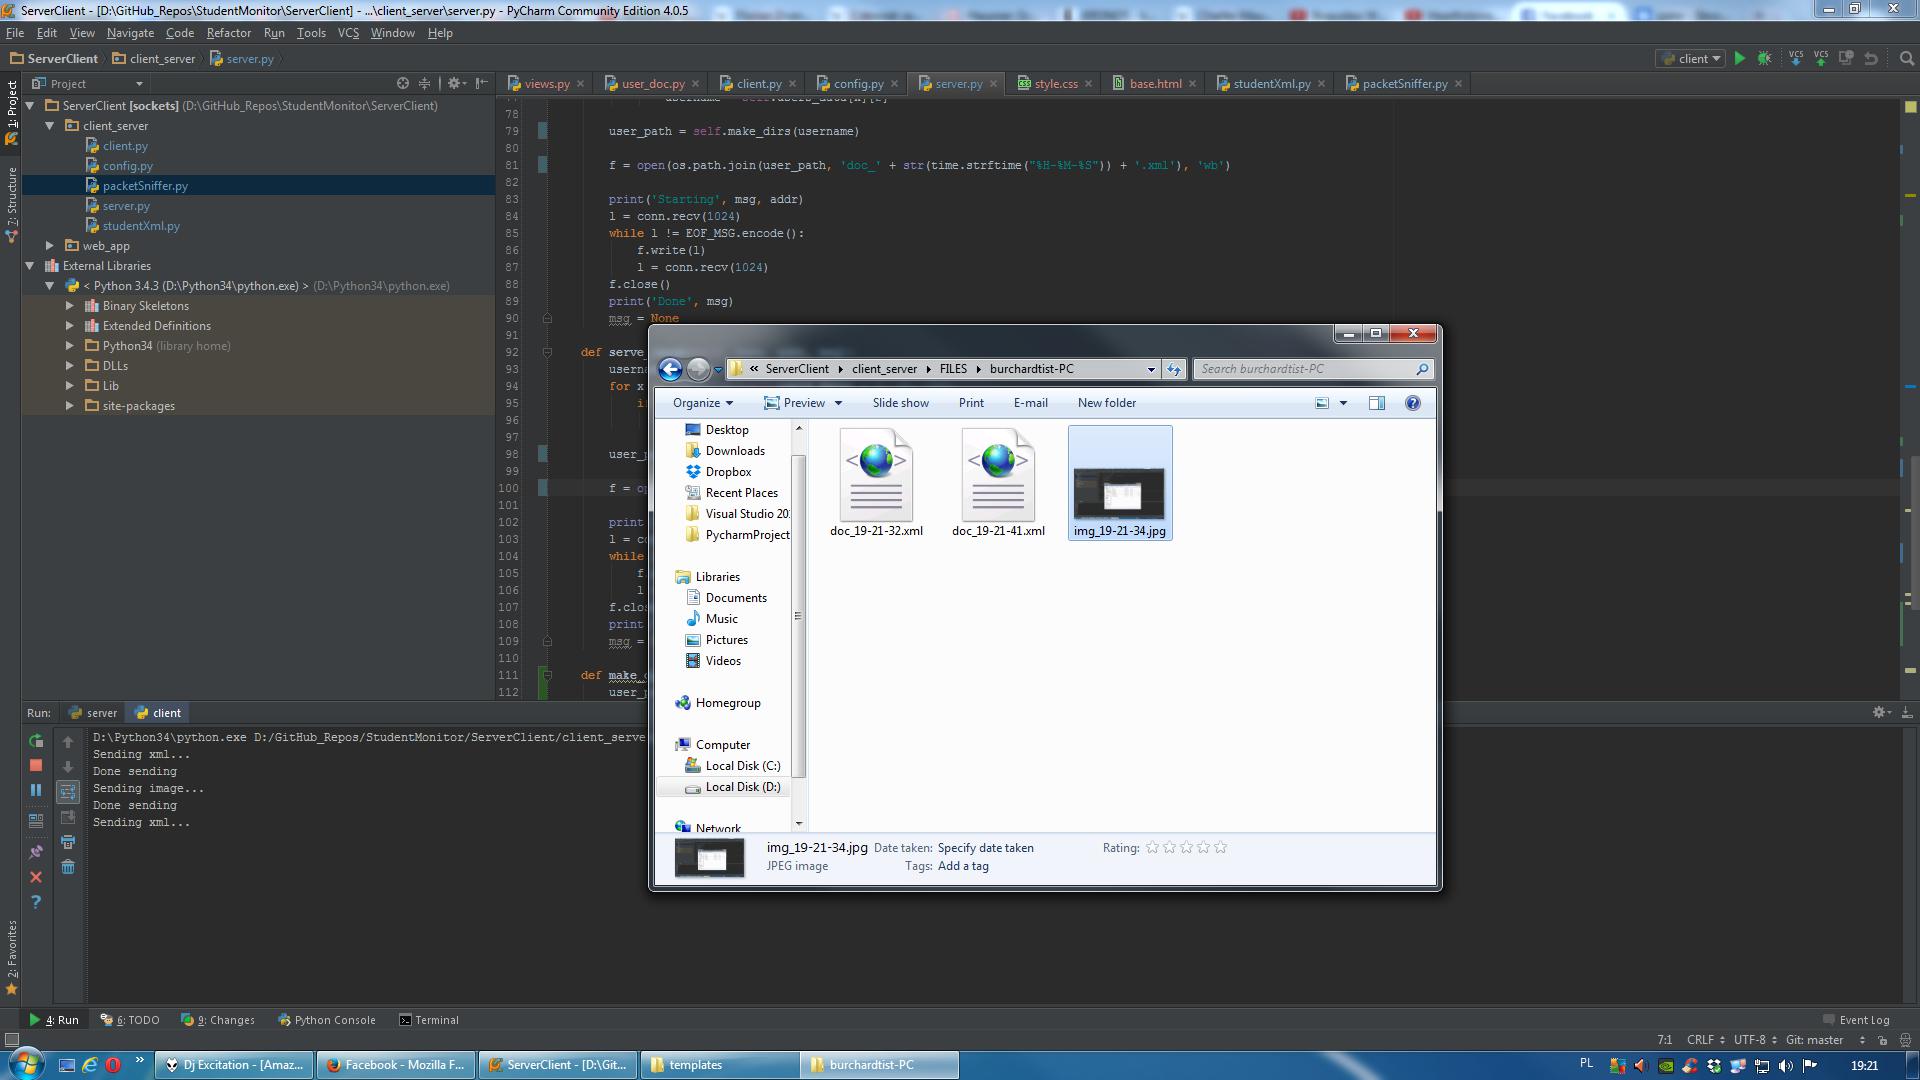 ServerClient - [D:\GitHub_Repos\StudentMonitor\ServerClient] - ...\client_server\server.py - PyCharm Community Edition 4.0.5
File Edit View Navigate Code Refactor Run Tools VCS Window Help
ServerClient client_server server.py client
Project
views.py user_doc.py client.py config.py server.py style.css base.html studentXml.py packetSniffer.py
1: Project
7: Structure
2: Favorites
ServerClient [sockets] (D:\GitHub_Repos\StudentMonitor\ServerClient)
client_server
client.py
config.py
packetSniffer.py
server.py
studentXml.py
web_app
External Libraries
< Python 3.4.3 (D:\Python34\python.exe) > (D:\Python34\python.exe)
Binary Skeletons
Extended Definitions
Python34 (library home)
DLLs
Lib
site-packages
78
79 user_path = self.make_dirs(username)
80
81 f = open(os.path.join(user_path, 'doc_' + str(time.strftime("%H-%M-%S")) + '.xml'), 'wb')
82
83 print('Starting', msg, addr)
84 l = conn.recv(1024)
85 while l != EOF_MSG.encode():
86 f.write(l)
87 l = conn.recv(1024)
88 f.close()
89 print('Done', msg)
90 msg = None
91
92 def serve_
93 userna
94 for x
95 i
96
97
98 user_p
99
100 f = op
101
102 print
103 l = co
104 while
105 f.
106 l
107 f.clos
108 print
109 msg =
110
111 def make_
112 user_p
ServerClient client_server FILES burchardtist-PC
Search burchardtist-PC
Organize Preview Slide show Print E-mail New folder
Desktop
Downloads
Dropbox
Recent Places
Visual Studio 20
PycharmProject
Libraries
Documents
Music
Pictures
Videos
Homegroup
Computer
Local Disk (C:)
Local Disk (D:)
Network
doc_19-21-32.xml doc_19-21-41.xml img_19-21-34.jpg
img_19-21-34.jpg Date taken: Specify date taken Rating:
JPEG image Tags: Add a tag
Run: server client
D:\Python34\python.exe D:/GitHub_Repos/StudentMonitor/ServerClient/client_serve
Sending xml...
Done sending
Sending image...
Done sending
Sending xml...
4: Run 6: TODO 9: Changes Python Console Terminal Event Log
7:1 CRLF UTF-8 Git: master
Dj Excitation - [Amaz... Facebook - Mozilla F... ServerClient - [D:\Git... templates burchardtist-PC PL 19:21